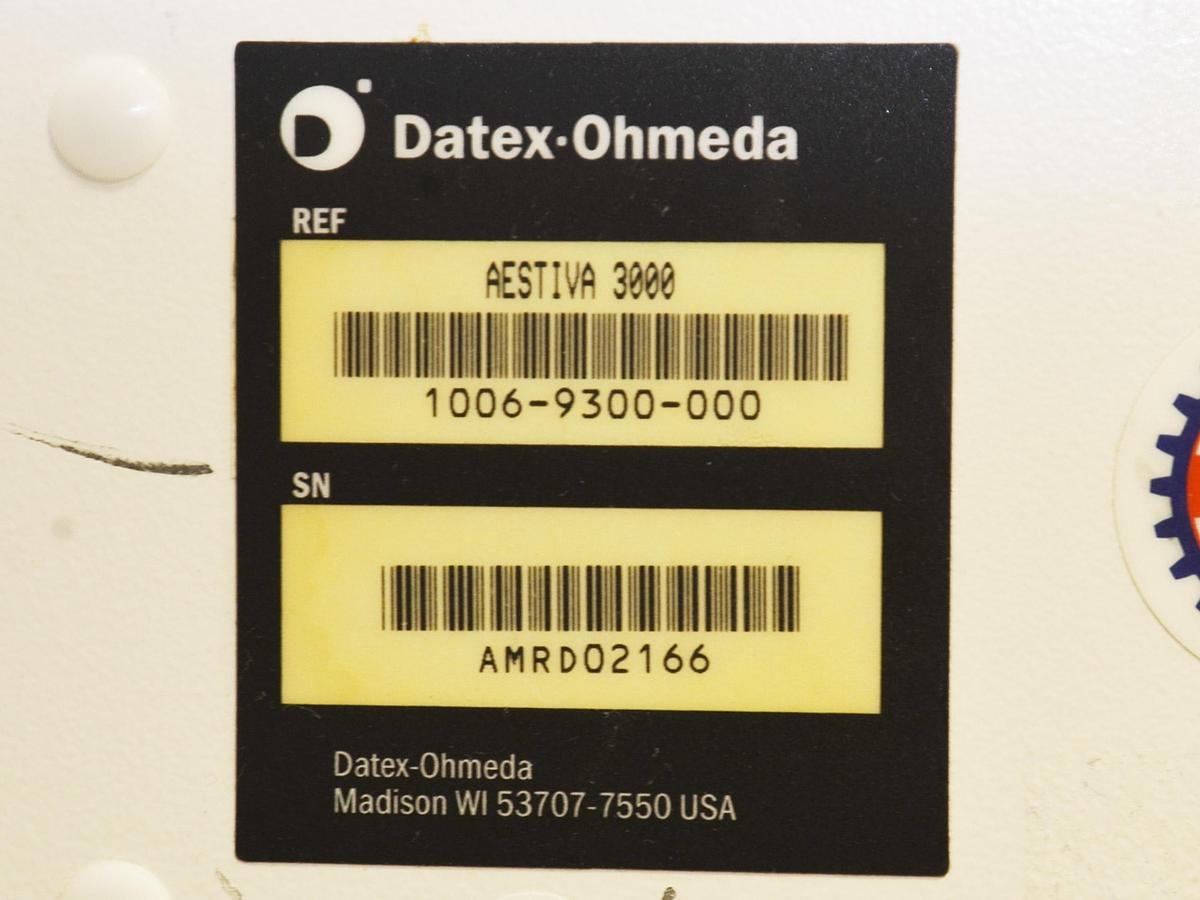 Datex·Ohmeda
REF
AESTIVA 3000
1006-9300-000
SN
AMRD02166
Datex-Ohmeda
Madison WI 53707-7550 USA